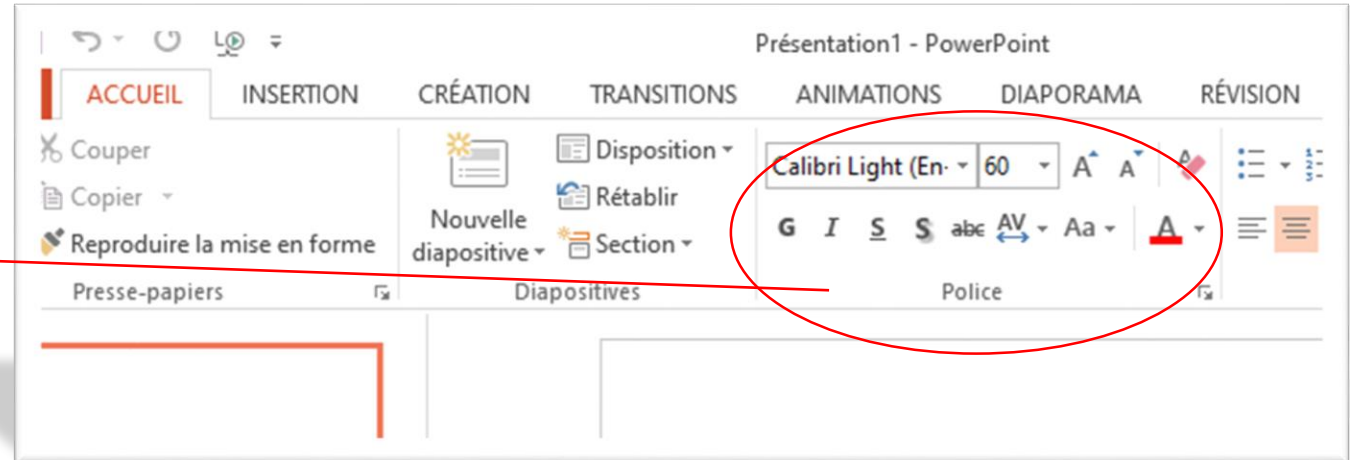 Présentation1 - PowerPoint
ACCUEIL INSERTION CRÉATION TRANSITIONS ANIMATIONS DIAPORAMA RÉVISION
Couper
Copier
Reproduire la mise en forme
Presse-papiers
Nouvelle
diapositive
Disposition
Rétablir
Section
Diapositives
Calibri Light (En- 60 A A
G I S S abc AV Aa A
Police